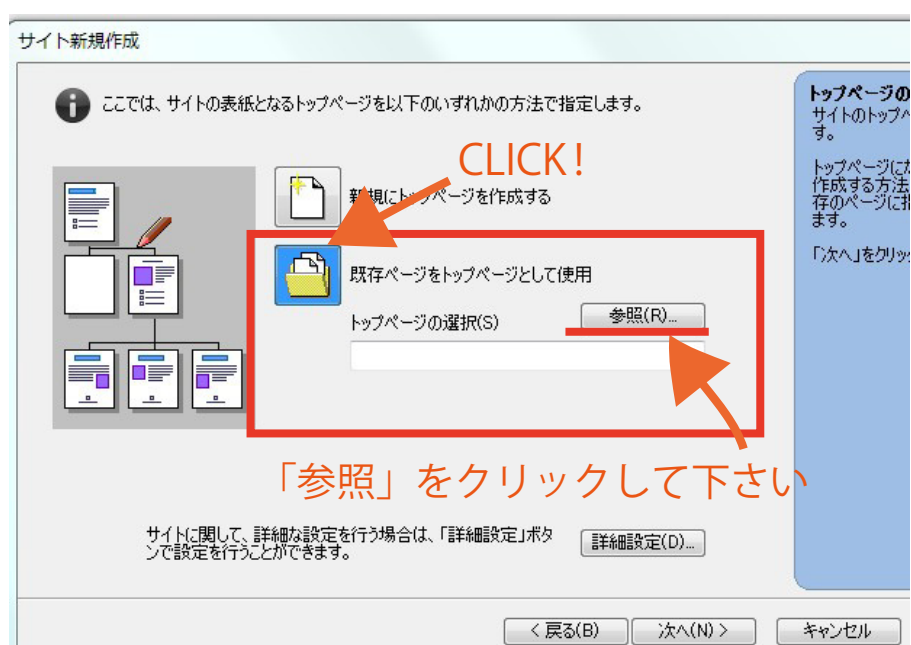 サイト新規作成
ここでは、サイトの表紙となるトップページを以下のいずれかの方法で指定します。
CLICK!
新規にトップページを作成する
既存ページをトップページとして使用
トップページの選択(S)
参照(R)...
「参照」をクリックして下さい
サイトに関して、詳細な設定を行う場合は、「詳細設定」ボタ
ンで設定を行うことができます。
詳細設定(D)...
トップページの
サイトのトップペ
す。
トップページにな
作成する方法
存のページに指
ます。
「次へ」をクリッ
< 戻る(B)
次へ(N) >
キャンセル